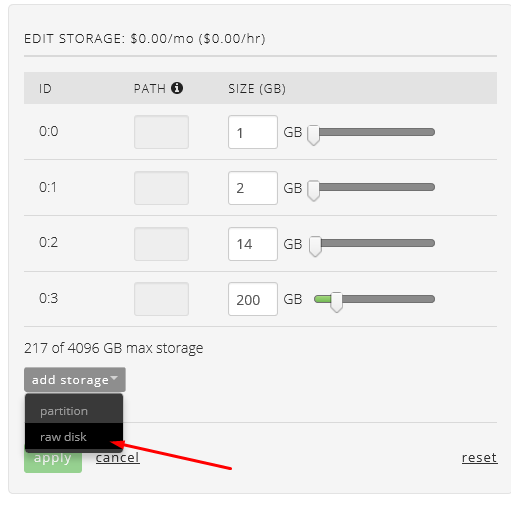 EDIT STORAGE: $0.00/mo ($0.00/hr)
ID PATH SIZE (GB)
0:0 1 GB
0:1 2 GB
0:2 14 GB
0:3 200 GB
217 of 4096 GB max storage
add storage
partition
raw disk
apply cancel reset